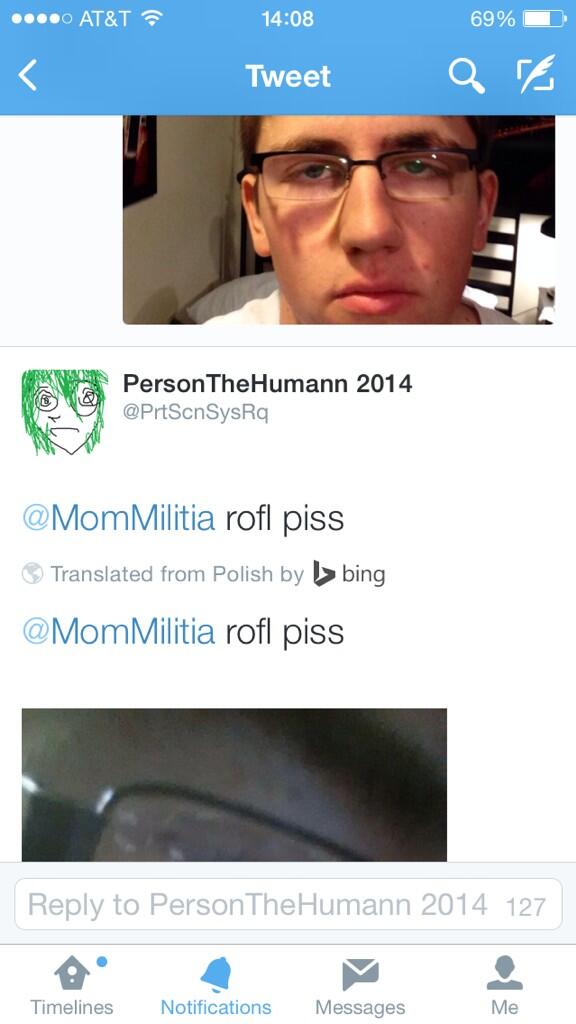 AT&T 14:08 69%
Tweet
PersonTheHumann 2014
@PrtScnSysRq
@MomMilitia rofl piss
Translated from Polish by bing
@MomMilitia rofl piss
Reply to PersonTheHumann 2014 127
Timelines Notifications Messages Me